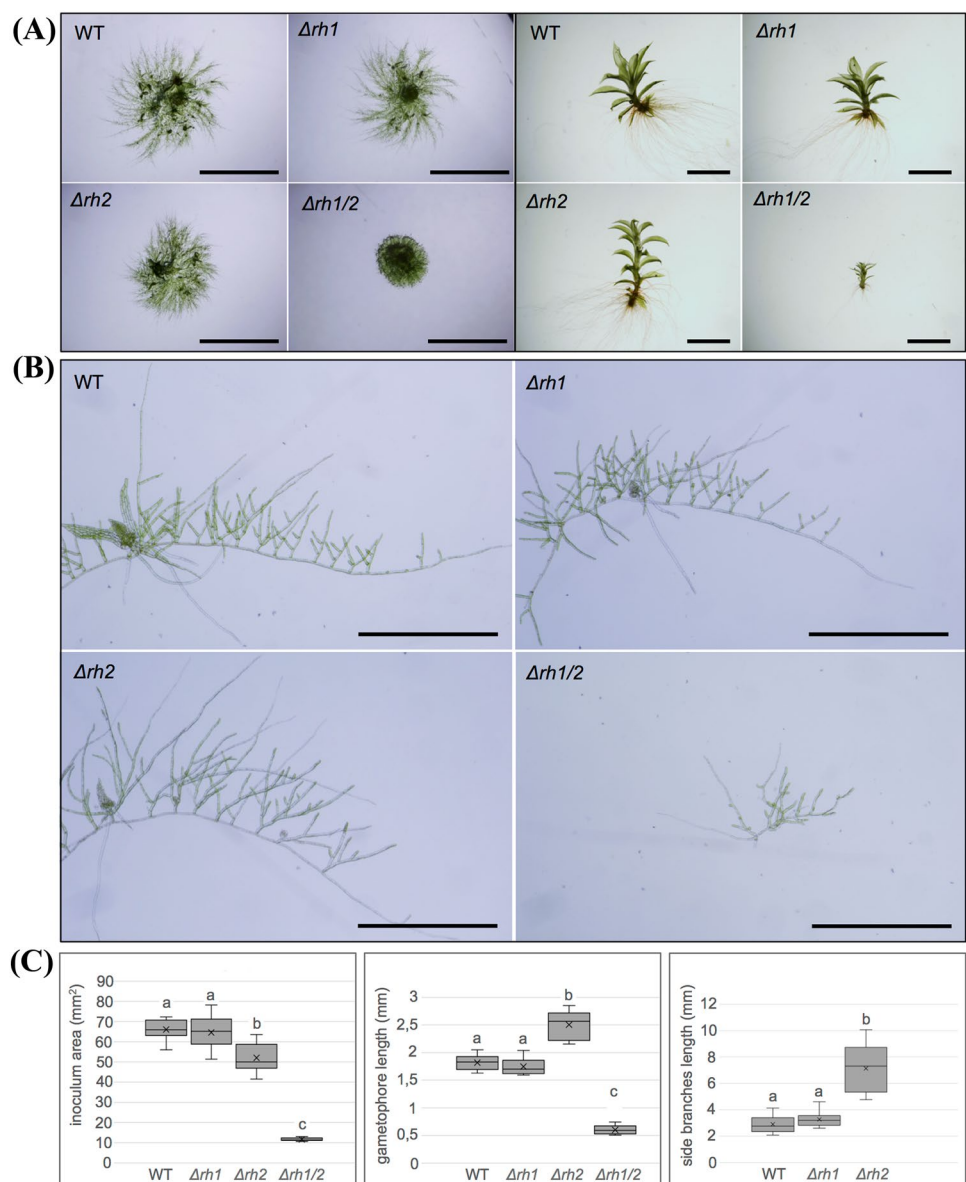 (A)
WT
Δrh1
WT
Δrh1
Δrh2
Δrh1/2
Δrh2
Δrh1/2
(B)
WT
Δrh1
Δrh2
Δrh1/2
(C)
inoculum area (mm²)
90
80
70
60
50
40
30
20
10
0
a
a
b
c
WT Δrh1 Δrh2 Δrh1/2
gametophore length (mm)
3
2,5
2
1,5
1
0,5
0
a
a
b
c
WT Δrh1 Δrh2 Δrh1/2
side branches length (mm)
12
10
8
6
4
2
0
a
a
b
WT Δrh1 Δrh2